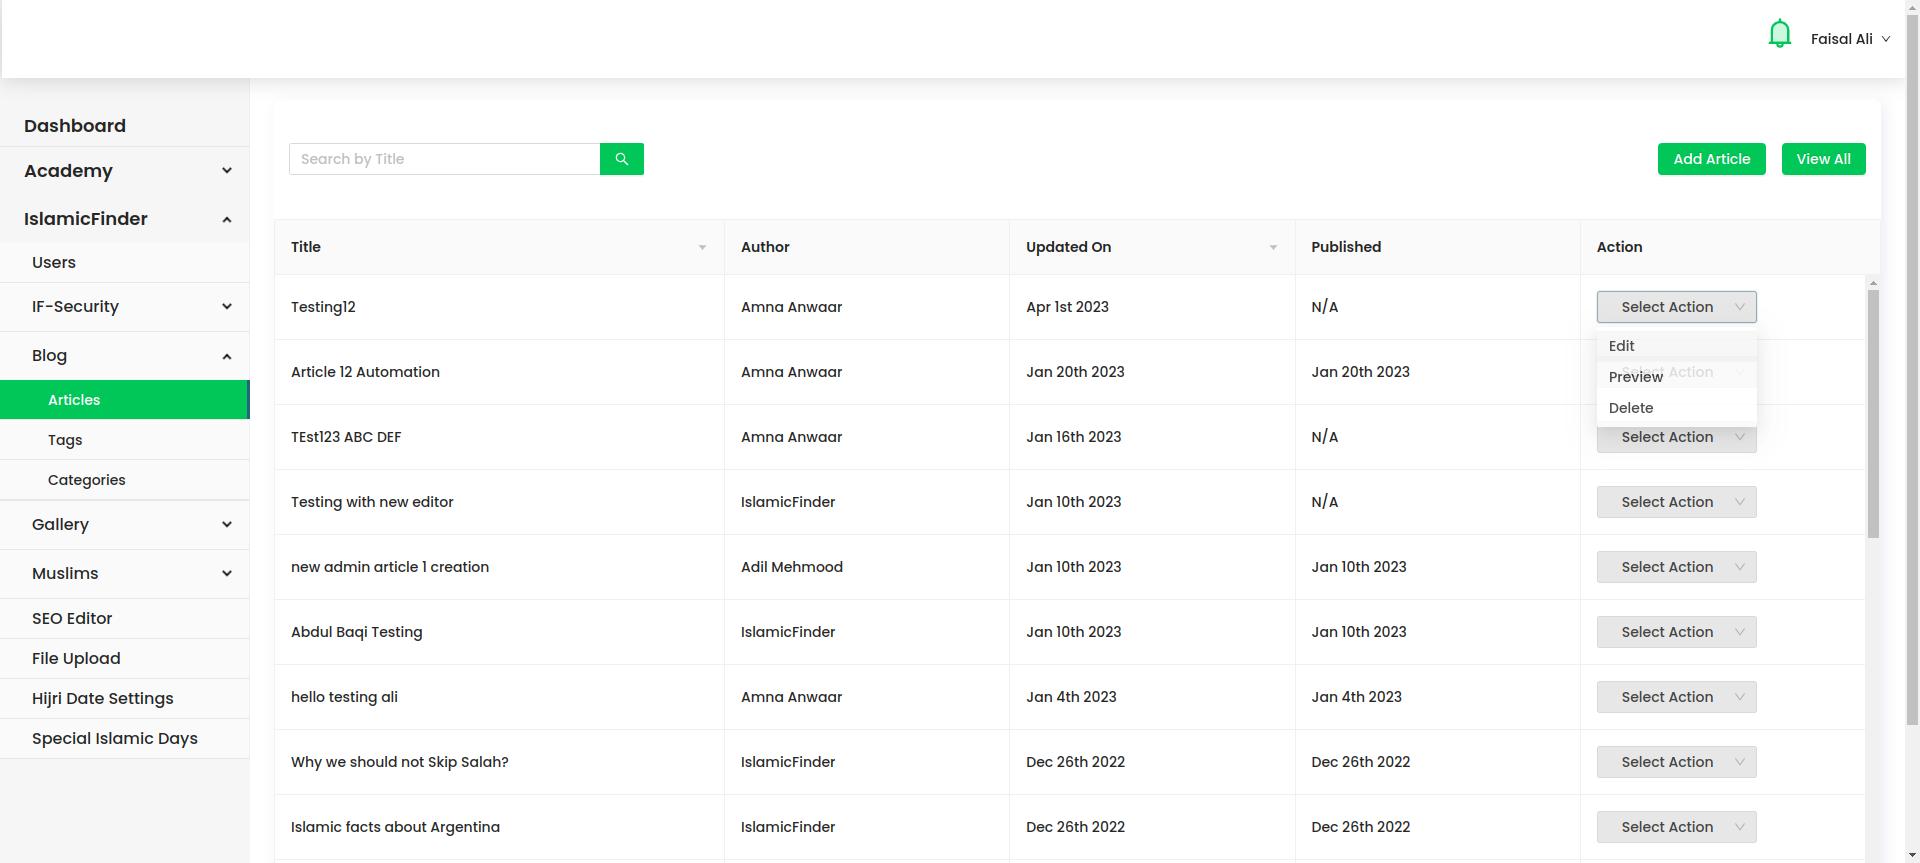 Faisal Ali
Dashboard
Academy
IslamicFinder
Users
IF-Security
Blog
Articles
Tags
Categories
Gallery
Muslims
SEO Editor
File Upload
Hijri Date Settings
Special Islamic Days
Search by Title
Add Article View All
Title Author Updated On Published Action
Testing12 Amna Anwaar Apr 1st 2023 N/A Select Action
Edit
Preview
Delete
Article 12 Automation Amna Anwaar Jan 20th 2023 Jan 20th 2023 Select Action
TEst123 ABC DEF Amna Anwaar Jan 16th 2023 N/A Select Action
Testing with new editor IslamicFinder Jan 10th 2023 N/A Select Action
new admin article 1 creation Adil Mehmood Jan 10th 2023 Jan 10th 2023 Select Action
Abdul Baqi Testing IslamicFinder Jan 10th 2023 Jan 10th 2023 Select Action
hello testing ali Amna Anwaar Jan 4th 2023 Jan 4th 2023 Select Action
Why we should not Skip Salah? IslamicFinder Dec 26th 2022 Dec 26th 2022 Select Action
Islamic facts about Argentina IslamicFinder Dec 26th 2022 Dec 26th 2022 Select Action